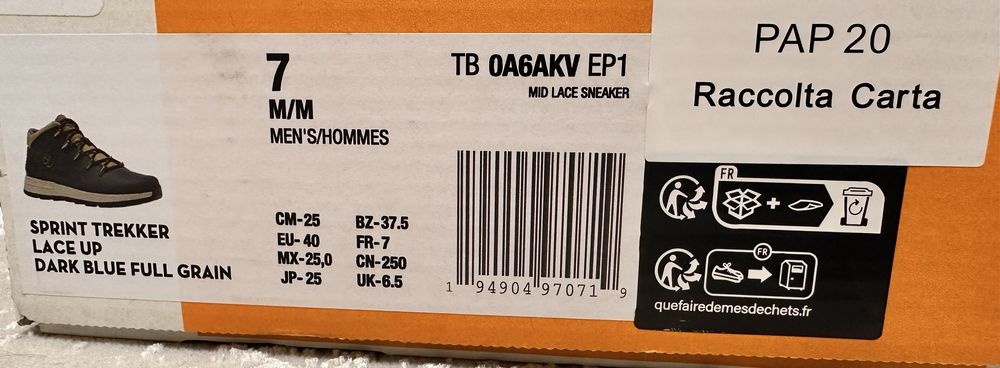 7
M/M
MEN'S/HOMMES
TB 0A6AKV EP1
MID LACE SNEAKER
SPRINT TREKKER
LACE UP
DARK BLUE FULL GRAIN
CM-25 BZ-37.5
EU- 40 FR-7
MX-25,0 CN-250
JP- 25 UK-6.5
1 94904 97071 9
PAP 20
Raccolta Carta
FR
FR
quefairedemesdechets.fr